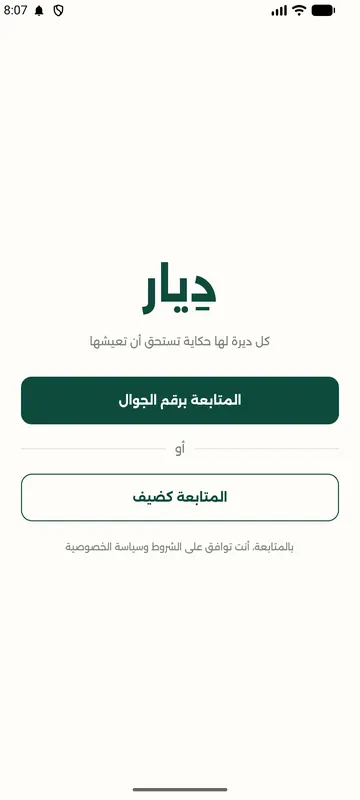 8:07
دِيار
كل ديرة لها حكاية تستحق أن تعيشها
المتابعة برقم الجوال
أو
المتابعة كضيف
بالمتابعة، أنت توافق على الشروط وسياسة الخصوصية